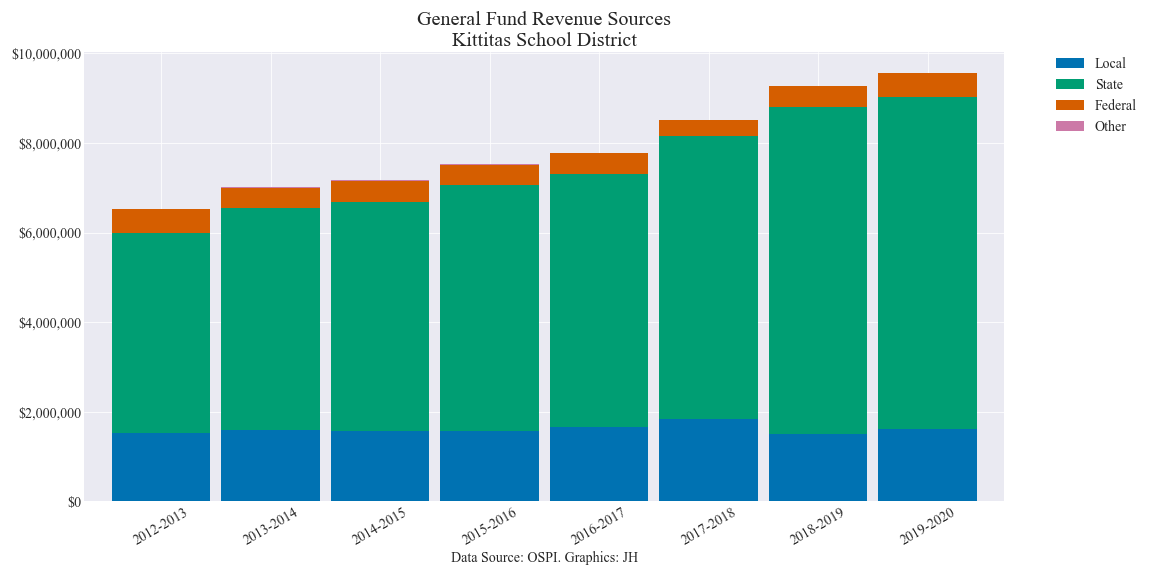 General Fund Revenue Sources
Kittitas School District
$10,000,000
$8,000,000
$6,000,000
$4,000,000
$2,000,000
$0
Local
State
Federal
Other
2012-2013
2013-2014
2014-2015
2015-2016
2016-2017
2017-2018
2018-2019
2019-2020
Data Source: OSPI. Graphics: JH